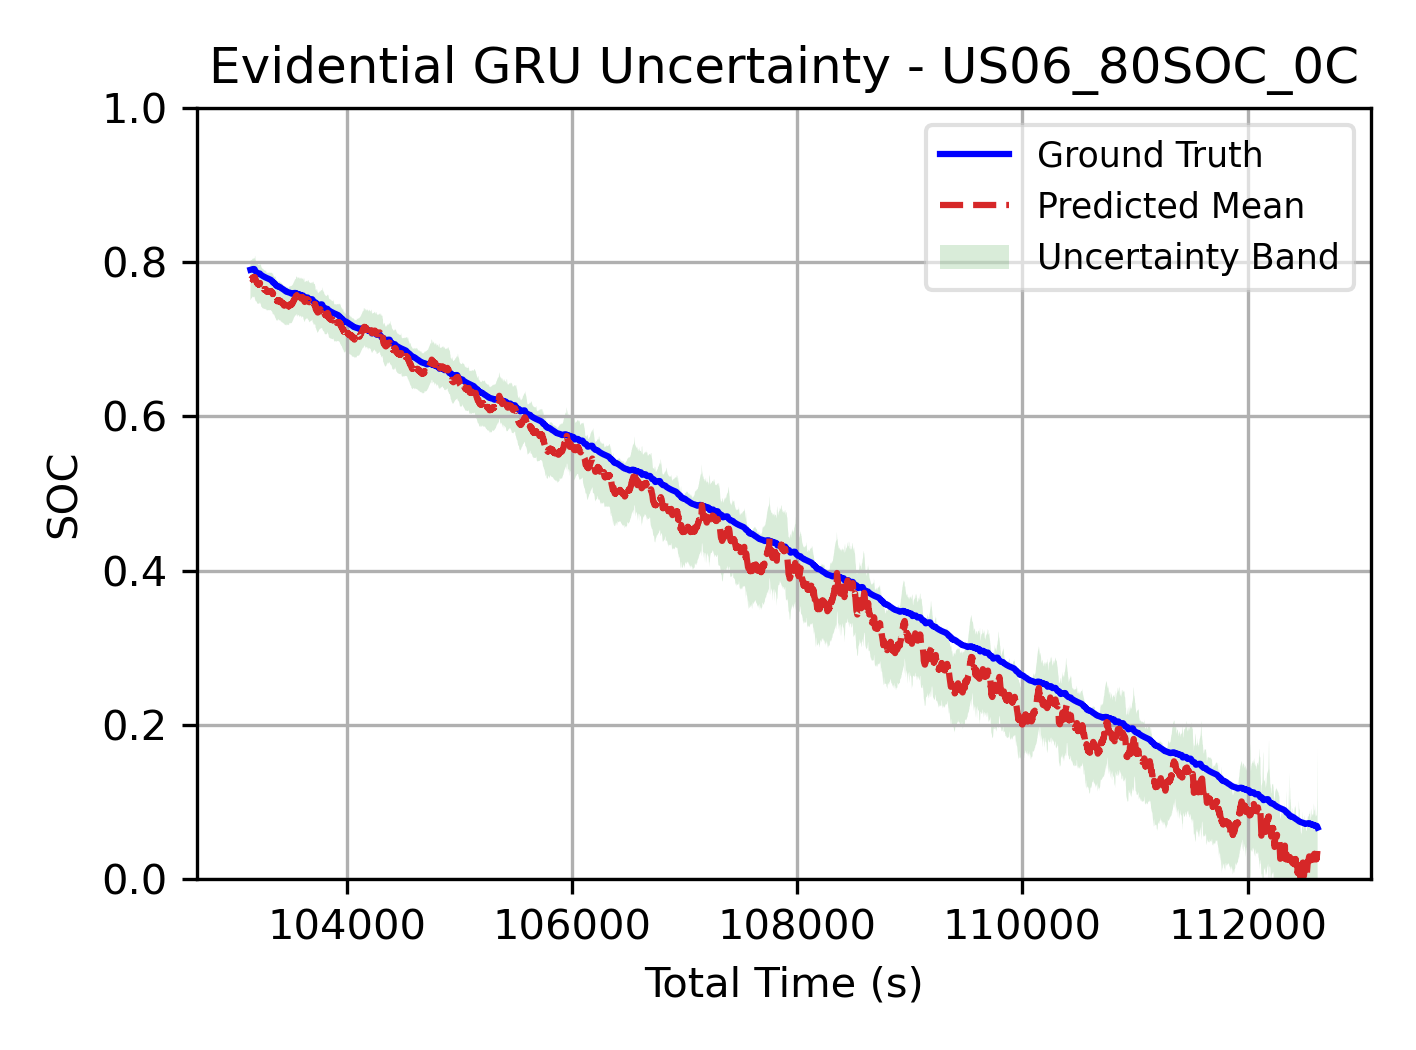 Evidential GRU Uncertainty - US06_80SOC_0C
1.0
0.8
0.6
0.4
0.2
0.0
SOC
Ground Truth
Predicted Mean
Uncertainty Band
104000
106000
108000
110000
112000
Total Time (s)